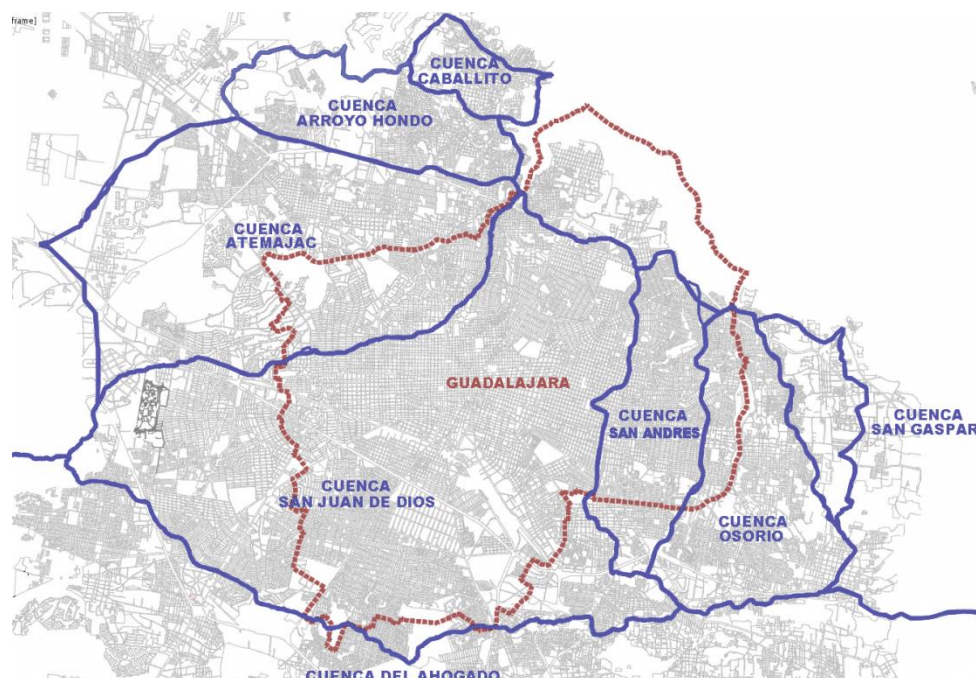 frame]
CUENCA
CABALLITO
CUENCA
ARROYO HONDO
CUENCA
ATEMAJAC
GUADALAJARA
CUENCA
SAN ANDRES
CUENCA
SAN GASPAR
CUENCA
SAN JUAN DE DIOS
CUENCA
OSORIO
CUENCA DEL AHOGADO